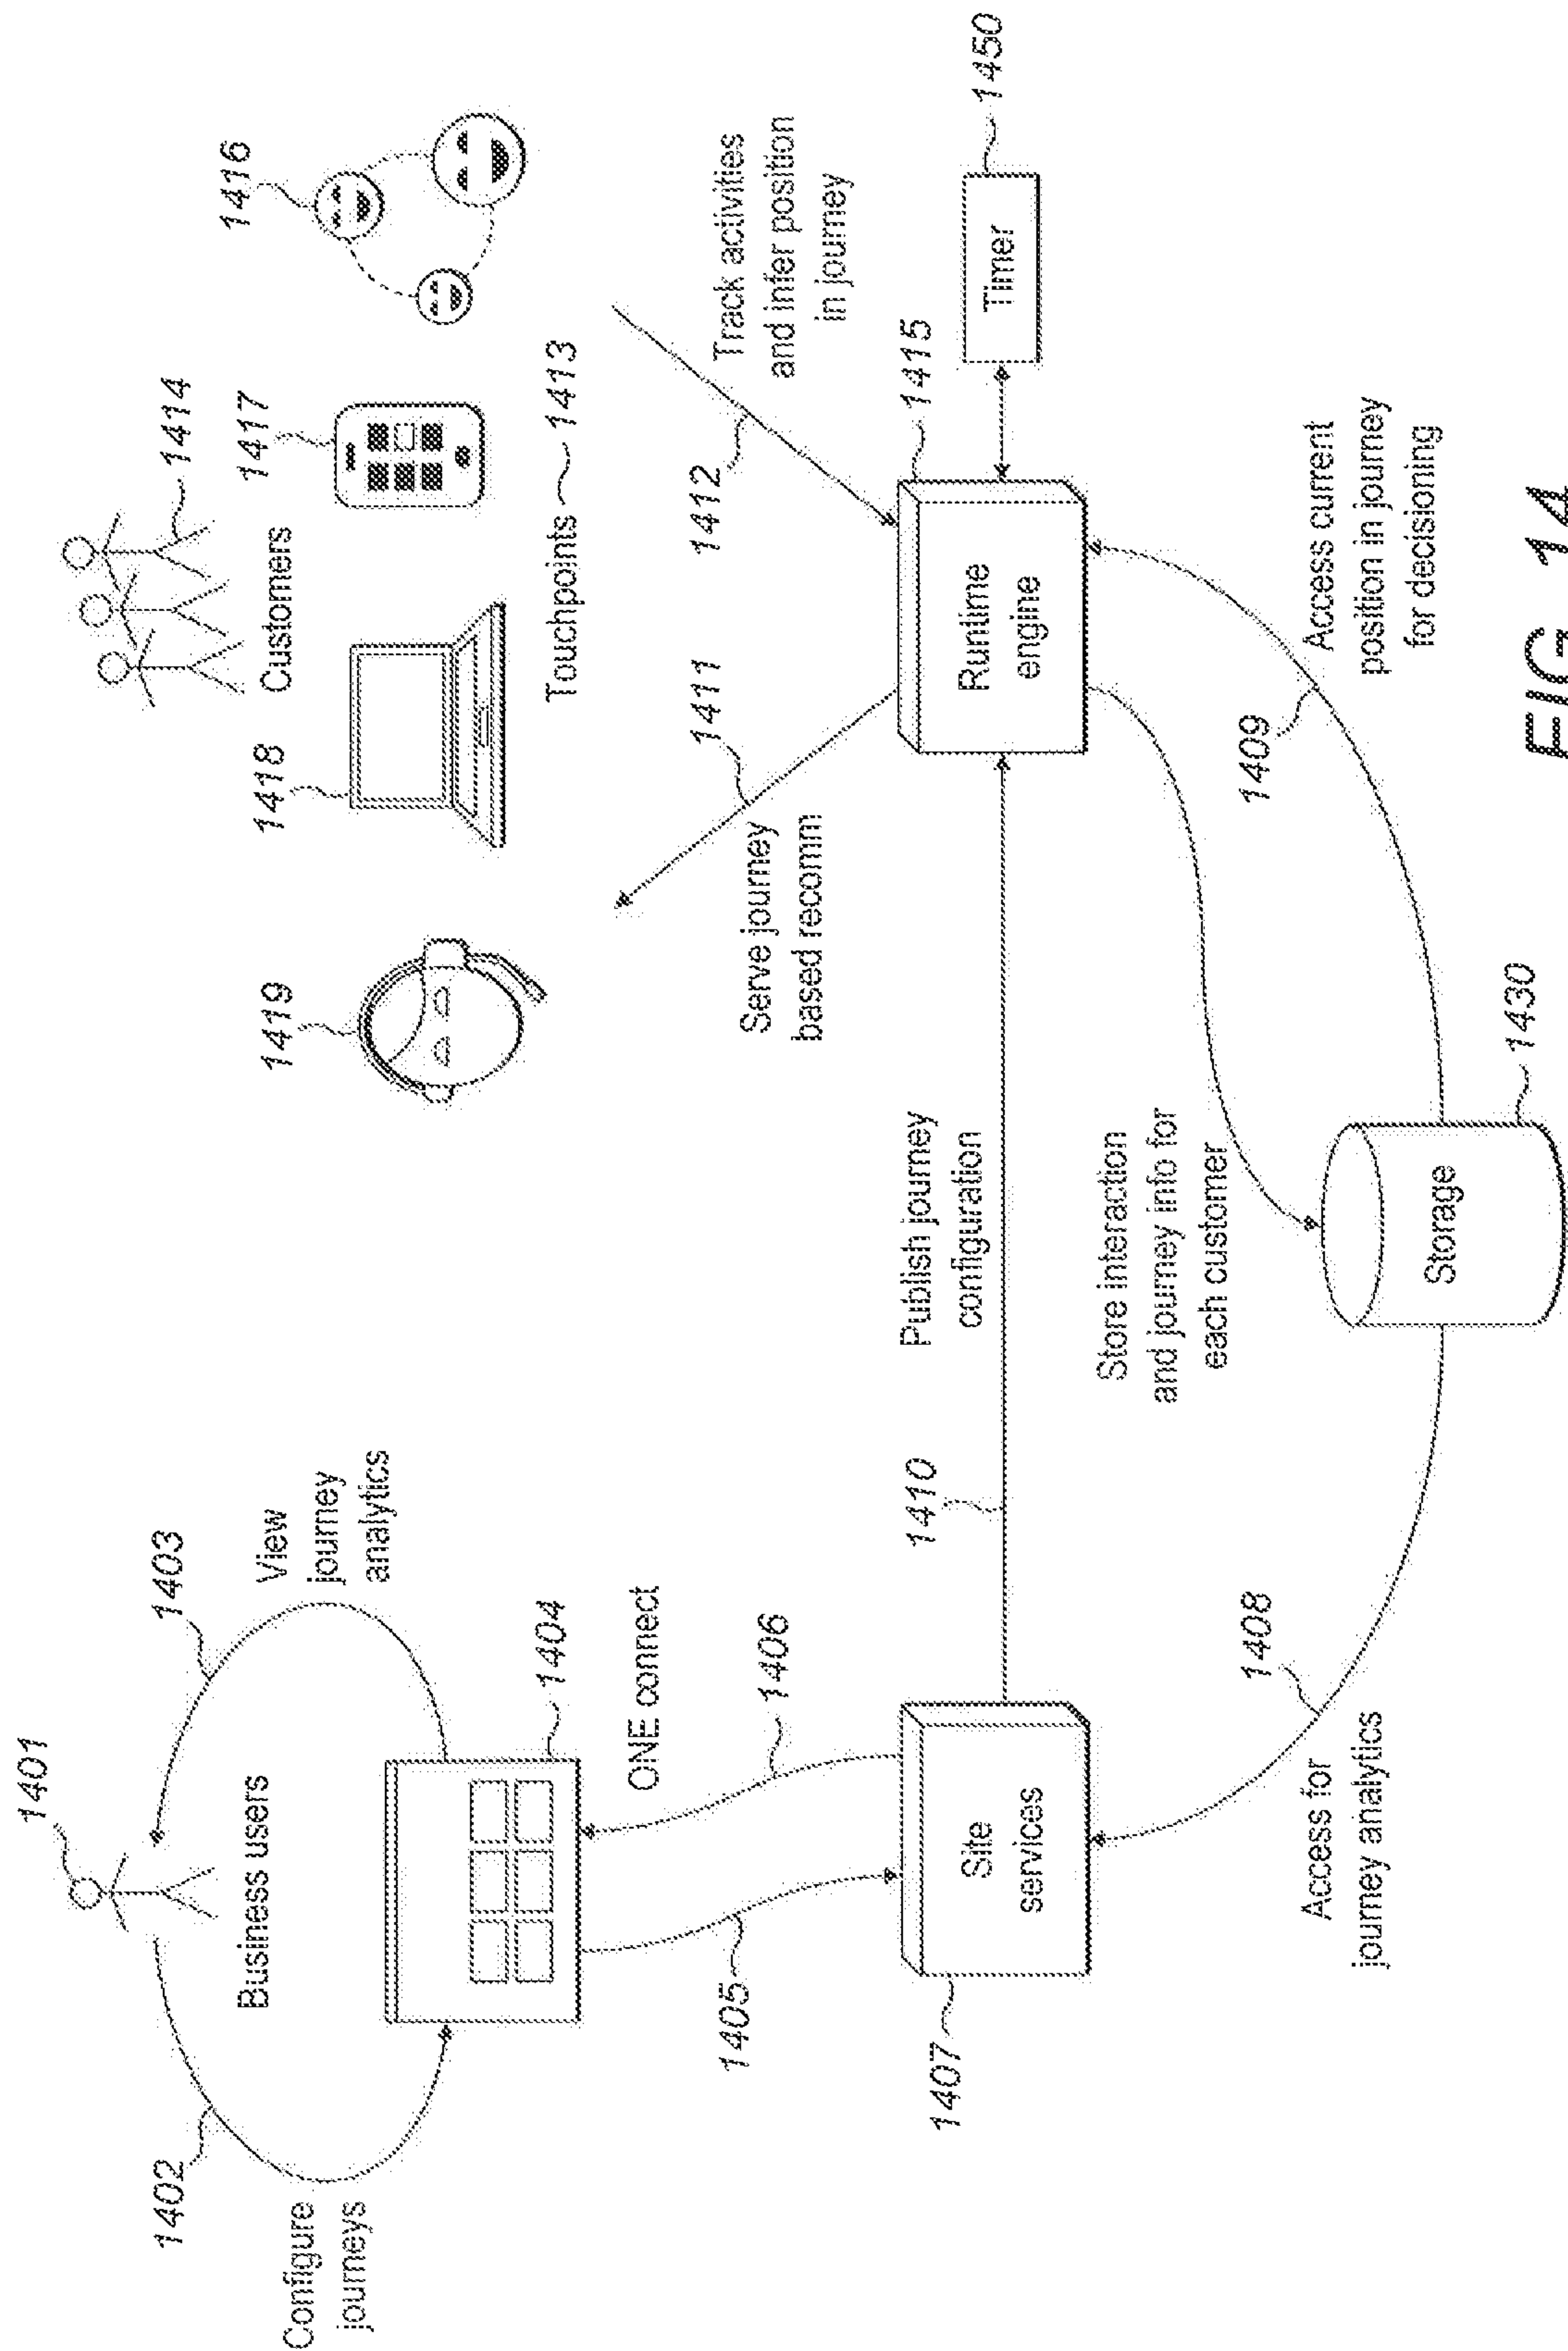 1401
1402
1403
Configure
journeys
Business users
View
journey
analytics
1404
ONE connect
1405
1406
1407
Site
services
1410
Publish journey
configuration
1408
Access for
journey analytics
Store interaction
and journey info for
each customer
Storage
1430
1409
Access current
position in journey
for decisioning
Runtime
engine
1415
Timer
1450
1411
Serve journey
based recomm
1412
Track activities
and infer position
in journey
Touchpoints
1413
Customers
1414
1419
1418
1417
1416
FIG. 14